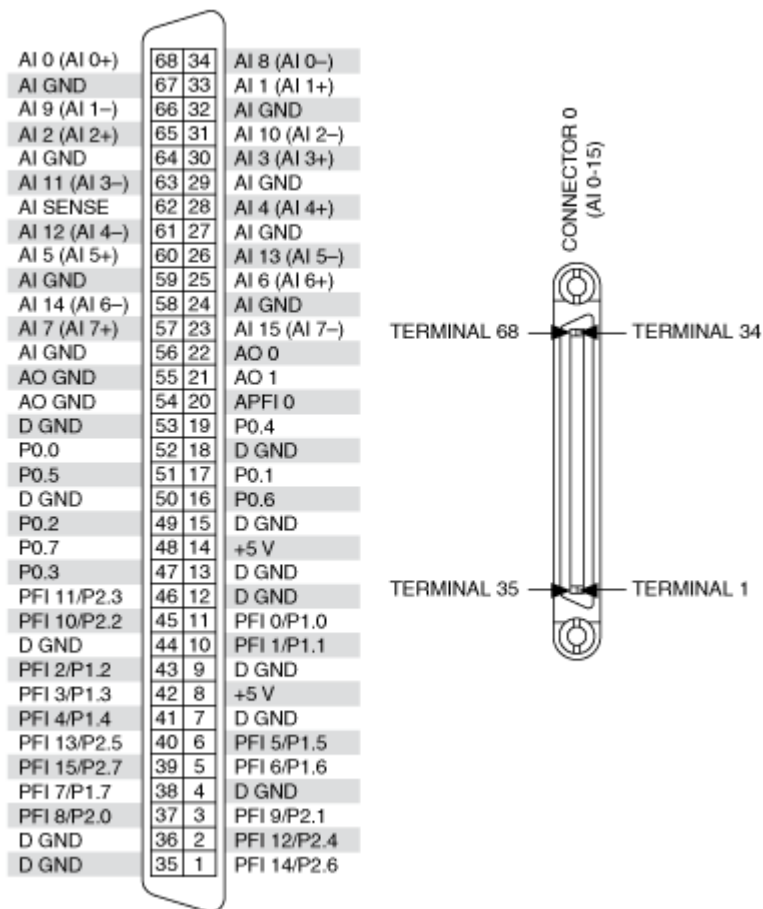 AI 0 (AI 0+) 68 34 AI 8 (AI 0–)
AI GND 67 33 AI 1 (AI 1+)
AI 9 (AI 1–) 66 32 AI GND
AI 2 (AI 2+) 65 31 AI 10 (AI 2–)
AI GND 64 30 AI 3 (AI 3+)
AI 11 (AI 3–) 63 29 AI GND
AI SENSE 62 28 AI 4 (AI 4+)
AI 12 (AI 4–) 61 27 AI GND
AI 5 (AI 5+) 60 26 AI 13 (AI 5–)
AI GND 59 25 AI 6 (AI 6+)
AI 14 (AI 6–) 58 24 AI GND
AI 7 (AI 7+) 57 23 AI 15 (AI 7–)
AI GND 56 22 AO 0
AO GND 55 21 AO 1
AO GND 54 20 APFI 0
D GND 53 19 P0.4
P0.0 52 18 D GND
P0.5 51 17 P0.1
D GND 50 16 P0.6
P0.2 49 15 D GND
P0.7 48 14 +5 V
P0.3 47 13 D GND
PFI 11/P2.3 46 12 D GND
PFI 10/P2.2 45 11 PFI 0/P1.0
D GND 44 10 PFI 1/P1.1
PFI 2/P1.2 43 9 D GND
PFI 3/P1.3 42 8 +5 V
PFI 4/P1.4 41 7 D GND
PFI 13/P2.5 40 6 PFI 5/P1.5
PFI 15/P2.7 39 5 PFI 6/P1.6
PFI 7/P1.7 38 4 D GND
PFI 8/P2.0 37 3 PFI 9/P2.1
D GND 36 2 PFI 12/P2.4
D GND 35 1 PFI 14/P2.6
CONNECTOR 0
(AI 0-15)
TERMINAL 68 TERMINAL 34
TERMINAL 35 TERMINAL 1